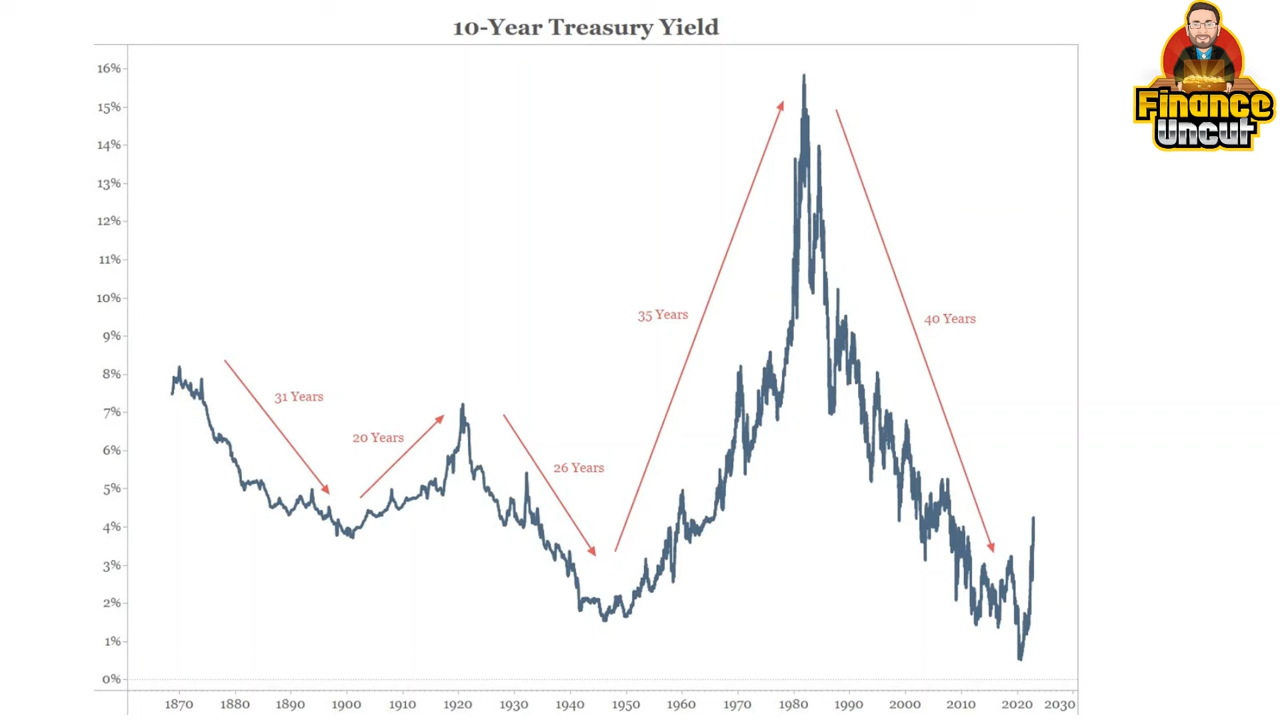 10-Year Treasury Yield
Finance
Uncut
16%
15%
14%
13%
12%
11%
10%
9%
8%
7%
6%
5%
4%
3%
2%
1%
0%
31 Years
20 Years
26 Years
35 Years
40 Years
1870 1880 1890 1900 1910 1920 1930 1940 1950 1960 1970 1980 1990 2000 2010 2020 2030